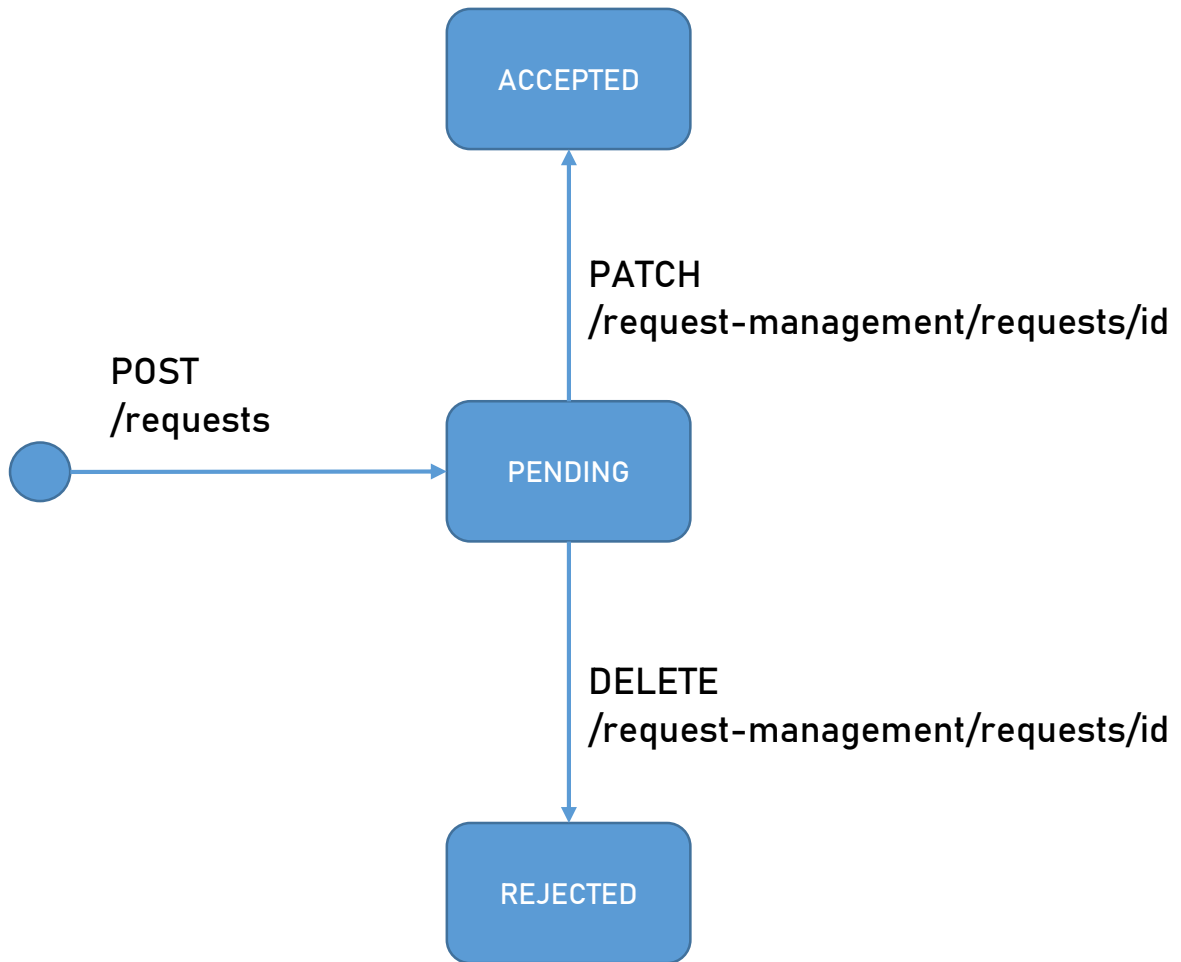 ACCEPTED
PATCH
/request-management/requests/id
POST
/requests
PENDING
DELETE
/request-management/requests/id
REJECTED